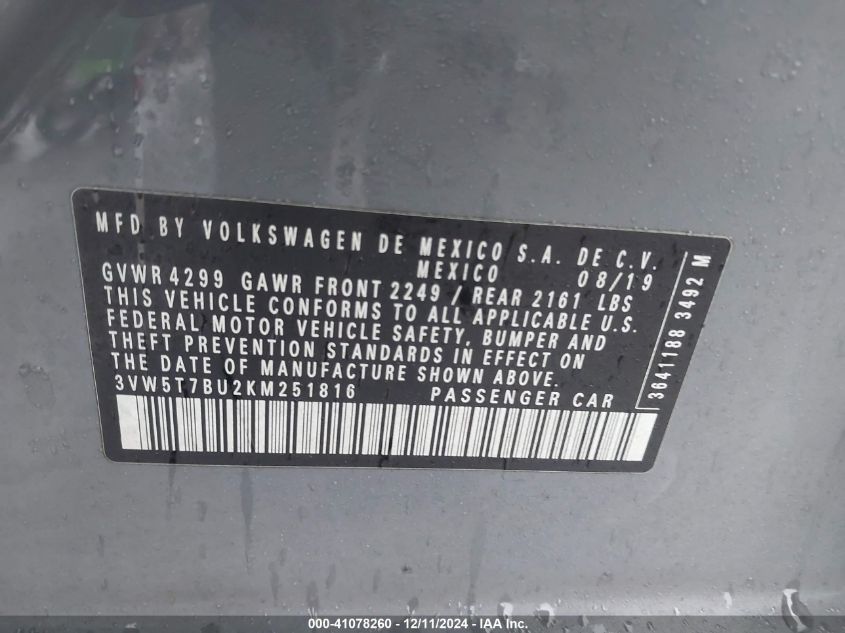 MFD BY VOLKSWAGEN DE MEXICO S.A. DE C.V.
MEXICO 08/19
GVWR 4299 GAWR FRONT 2249 / REAR 2161 LBS
THIS VEHICLE CONFORMS TO ALL APPLICABLE U.S.
FEDERAL MOTOR VEHICLE SAFETY, BUMPER AND
THEFT PREVENTION STANDARDS IN EFFECT ON
THE DATE OF MANUFACTURE SHOWN ABOVE.
3VW5T7BU2KM251816 PASSENGER CAR
3641188 3492 M
000-41078260 - 12/11/2024 - IAA Inc.